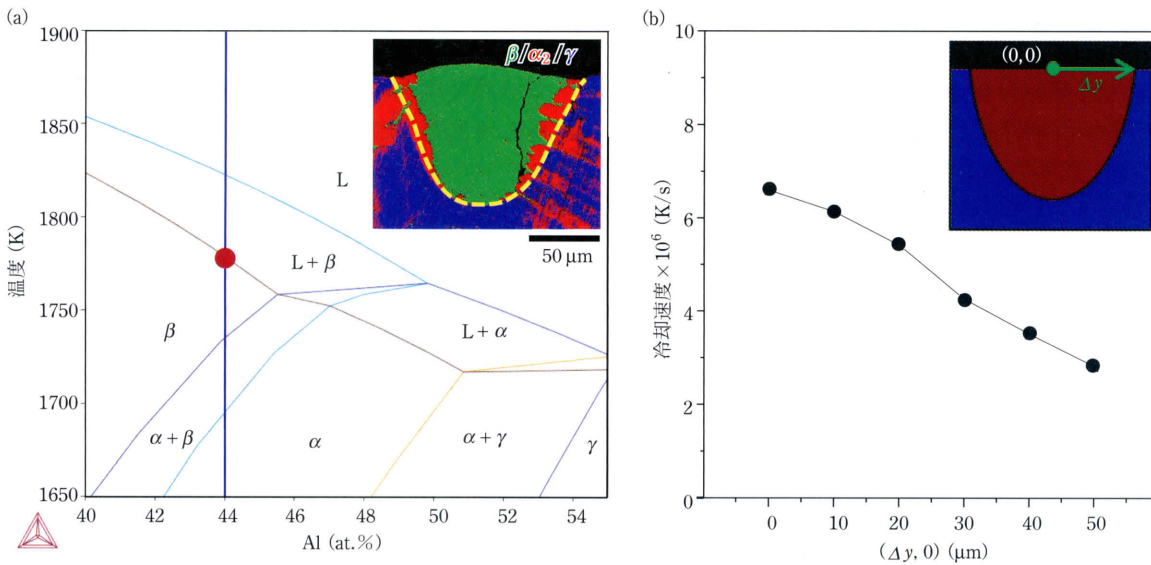 (a)
1900
1850
1800
1750
1700
1650
温度 (K)
40
42
44
46
48
50
52
54
Al (at.%)
L
L + β
β
L + α
α + β
α
α + γ
γ
β/α₂/γ
50 μm
(b)
10
8
6
4
2
0
冷却速度×10⁶ (K/s)
0
10
20
30
40
50
(Δy, 0) (μm)
(0,0)
Δy